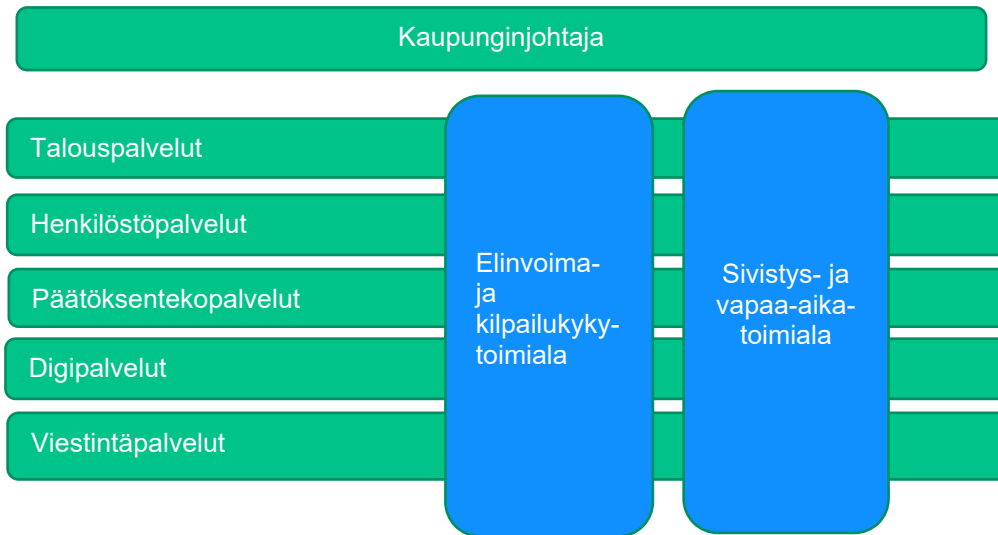 Kaupunginjohtaja
Talouspalvelut
Henkilöstöpalvelut
Päätöksentekopalvelut
Digipalvelut
Viestintäpalvelut
Elinvoima-
ja
kilpailukyky-
toimiala
Sivistys- ja
vapaa-aika-
toimiala